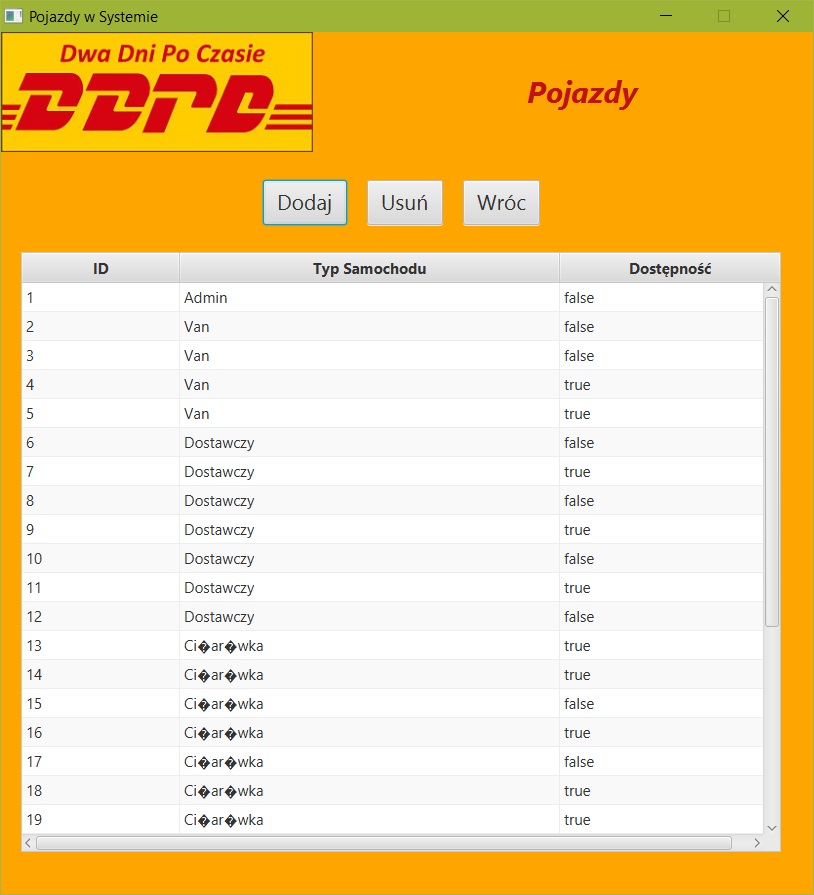 Pojazdy w Systemie
Dwa Dni Po Czasie
DDPC
Pojazdy
Dodaj Usuń Wróc
ID Typ Samochodu Dostępność
1 Admin false
2 Van false
3 Van false
4 Van true
5 Van true
6 Dostawczy false
7 Dostawczy true
8 Dostawczy false
9 Dostawczy true
10 Dostawczy false
11 Dostawczy true
12 Dostawczy false
13 Ci�ar�wka true
14 Ci�ar�wka true
15 Ci�ar�wka false
16 Ci�ar�wka true
17 Ci�ar�wka false
18 Ci�ar�wka true
19 Ci�ar�wka true